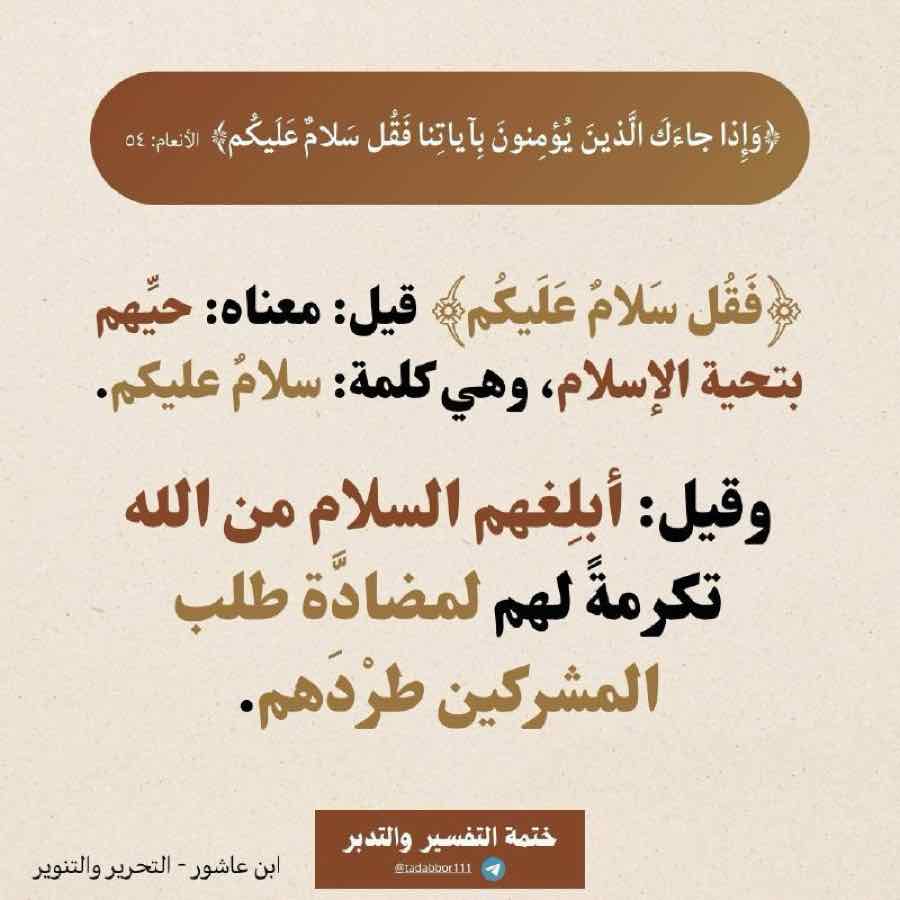 ﴿وَإِذا جاءَكَ الَّذينَ يُؤمِنونَ بِآياتِنا فَقُل سَلامٌ عَلَيكُم﴾ الأنعام: ٥٤
﴿فَقُل سَلامٌ عَلَيكُم﴾ قيل: معناه: حيِّهم
بتحية الإسلام، وهي كلمة: سلامٌ عليكم.
وقيل: أبلِغهم السلام من الله
تكرمةً لهم لمضادَّة طلب
المشركين طرْدَهم.
ختمة التفسير والتدبر
@tadabbor111
ابن عاشور - التحرير والتنوير